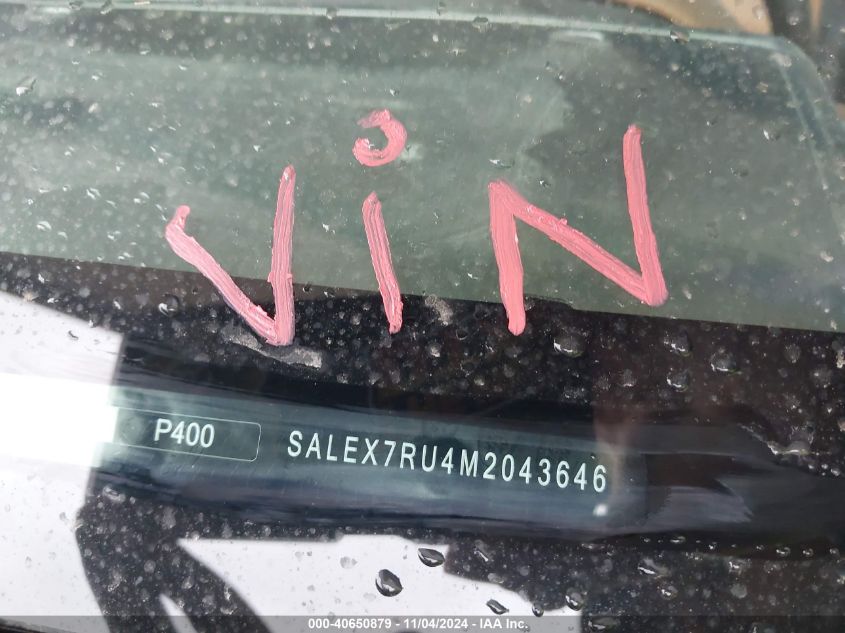 ViN
P400
SALEX7RU4M2043646
000-40650879 - 11/04/2024 - IAA Inc.